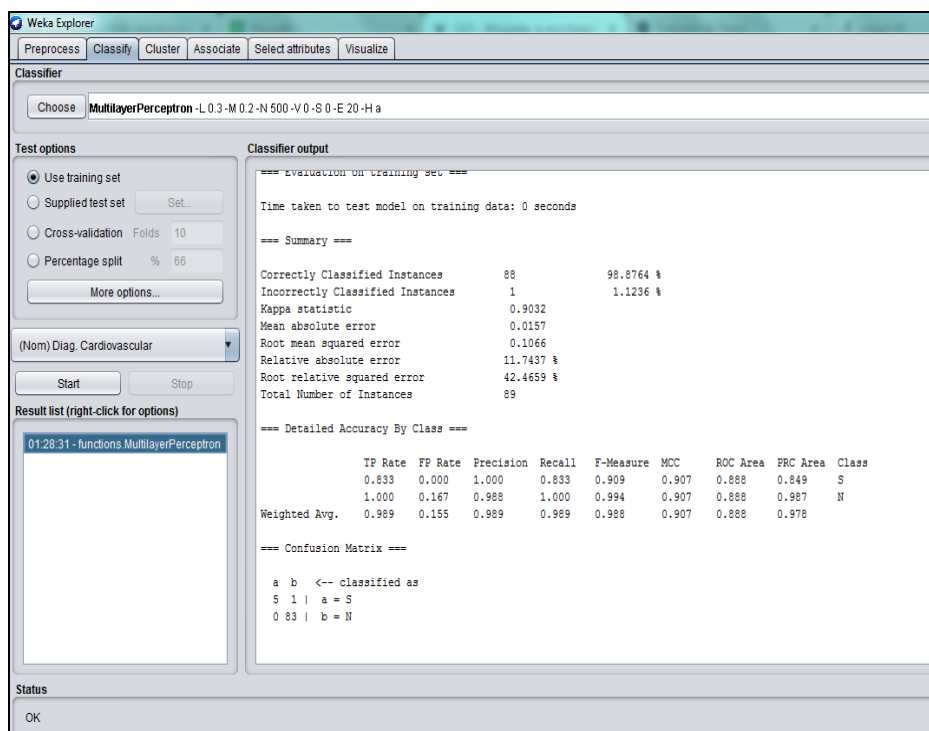 Weka Explorer
Preprocess Classify Cluster Associate Select attributes Visualize
Classifier
Choose MultilayerPerceptron -L 0.3 -M 0.2 -N 500 -V 0 -S 0 -E 20 -H a
Test options
Use training set
Supplied test set Set...
Cross-validation Folds 10
Percentage split % 66
More options...
(Nom) Diag. Cardiovascular
Start Stop
Result list (right-click for options)
01:28:31 - functions.MultilayerPerceptron
Classifier output
=== Evaluation on training set ===
Time taken to test model on training data: 0 seconds
=== Summary ===
Correctly Classified Instances 88 98.8764 %
Incorrectly Classified Instances 1 1.1236 %
Kappa statistic 0.9032
Mean absolute error 0.0157
Root mean squared error 0.1066
Relative absolute error 11.7437 %
Root relative squared error 42.4659 %
Total Number of Instances 89
=== Detailed Accuracy By Class ===
TP Rate FP Rate Precision Recall F-Measure MCC ROC Area PRC Area Class
0.833 0.000 1.000 0.833 0.909 0.907 0.888 0.849 S
1.000 0.167 0.988 1.000 0.994 0.907 0.888 0.987 N
Weighted Avg. 0.989 0.155 0.989 0.989 0.988 0.907 0.888 0.978
=== Confusion Matrix ===
a b <-- classified as
5 1 | a = S
0 83 | b = N
Status
OK